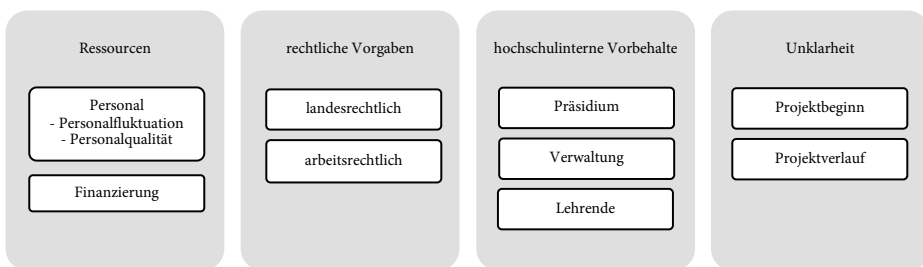 Ressourcen
Personal
- Personalfluktuation
- Personalqualität
Finanzierung
rechtliche Vorgaben
landesrechtlich
arbeitsrechtlich
hochschulinterne Vorbehalte
Präsidium
Verwaltung
Lehrende
Unklarheit
Projektbeginn
Projektverlauf